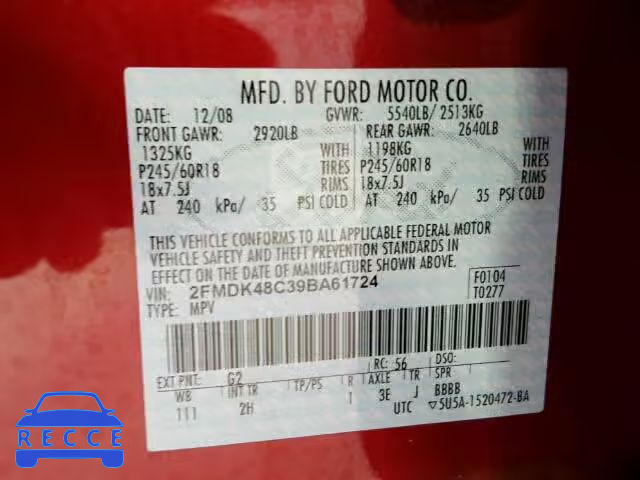 MFD. BY FORD MOTOR CO.
DATE: 12/08 GVWR: 5540LB/ 2513KG
FRONT GAWR: 2920LB REAR GAWR: 2640LB
1325KG WITH 1198KG WITH
P245/60R18 TIRES P245/60R18 TIRES
18x7.5J RIMS 18x7.5J RIMS
AT 240 kPa/ 35 PSI COLD AT 240 kPa/ 35 PSI COLD
THIS VEHICLE CONFORMS TO ALL APPLICABLE FEDERAL MOTOR
VEHICLE SAFETY AND THEFT PREVENTION STANDARDS IN
EFFECT ON THE DATE OF MANUFACTURE SHOWN ABOVE.
VIN: 2FMDK48C39BA61724 F0104
TYPE: MPV T0277
EXT PNT: G2 RC: 56 DSO:
WB INT TR TP/PS R AXLE TR SPR
111 2H 1 3E J BBBB
UTC ▽5U5A-1520472-BA
RECCE